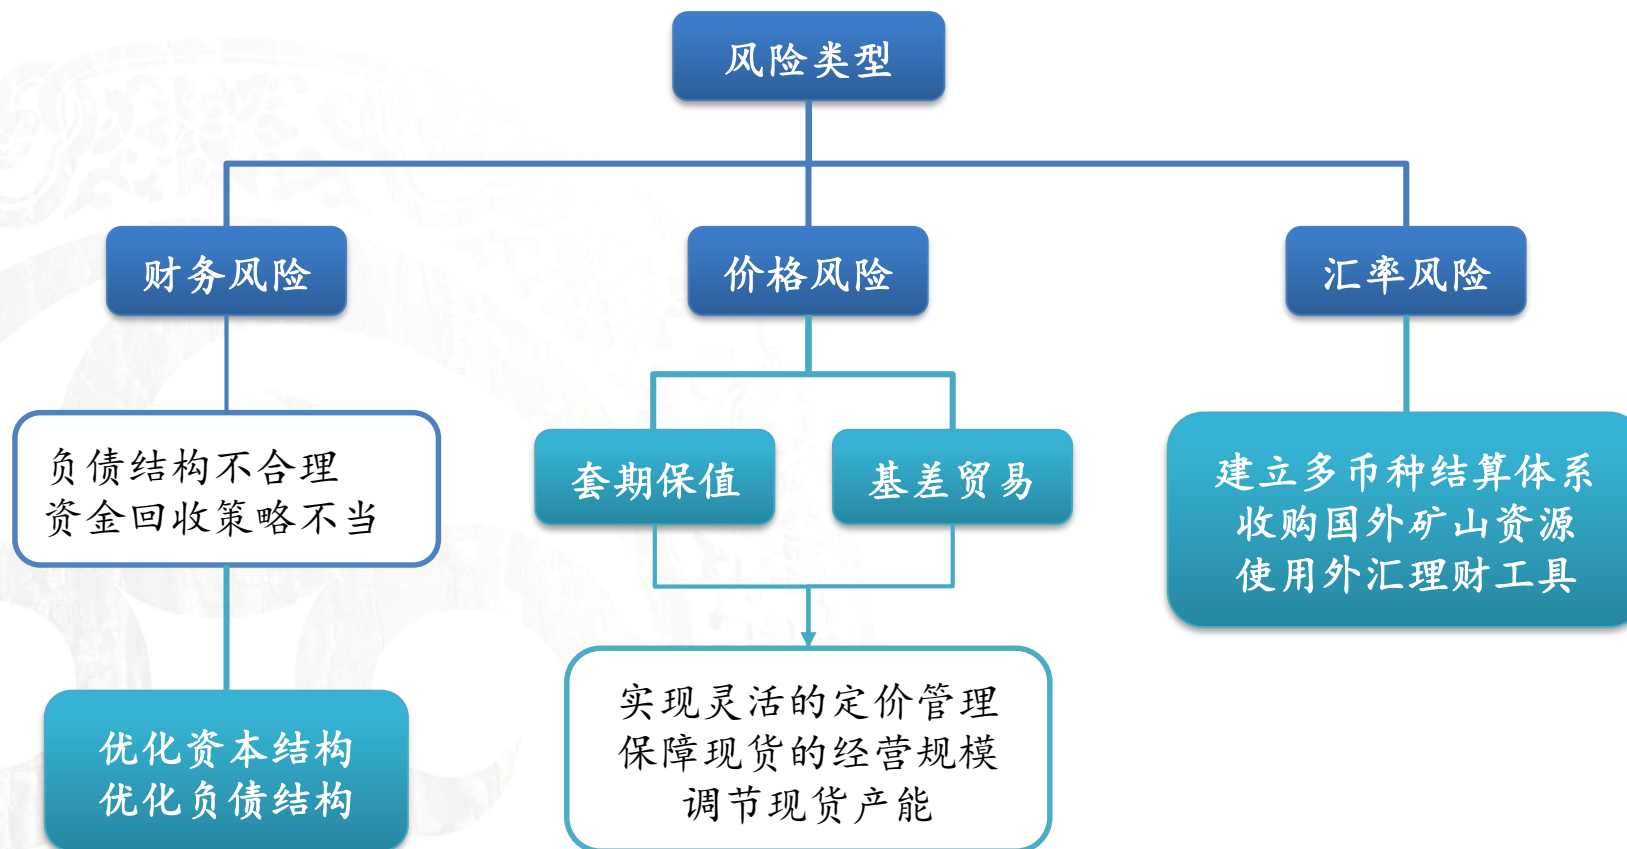 风险类型
财务风险
价格风险
汇率风险
负债结构不合理
资金回收策略不当
套期保值
基差贸易
建立多币种结算体系
收购国外矿山资源
使用外汇理财工具
优化资本结构
优化负债结构
实现灵活的定价管理
保障现货的经营规模
调节现货产能